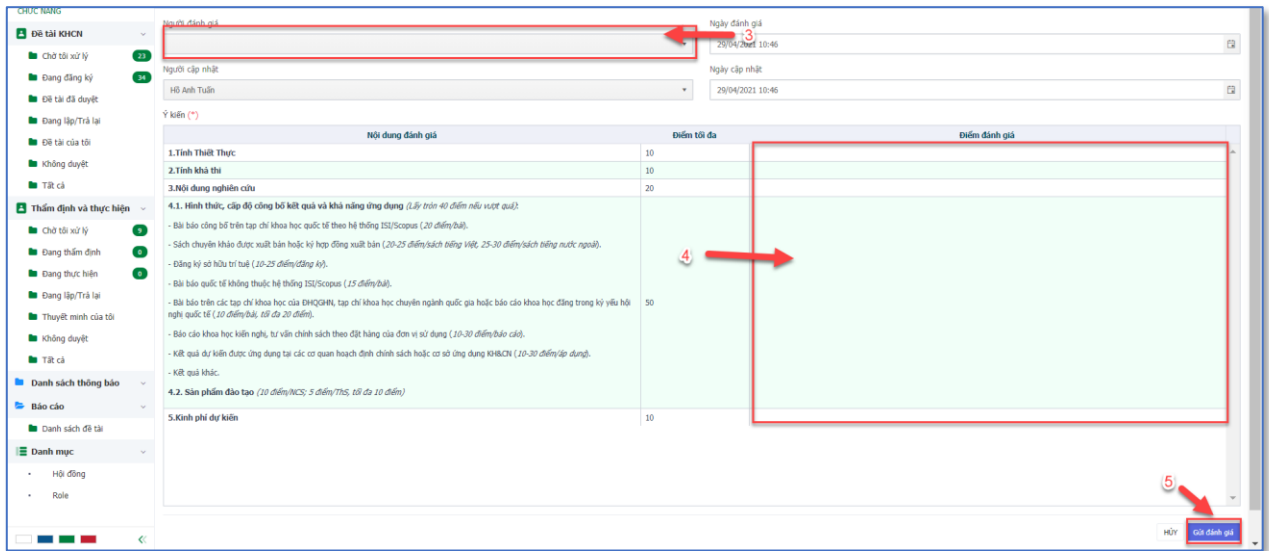 CHỨC NĂNG
Đề tài KHCN
Chờ tôi xử lý 23
Đang đăng ký 34
Đề tài đã duyệt
Đang lập/Trả lại
Đề tài của tôi
Không duyệt
Tất cả
Thẩm định và thực hiện
Chờ tôi xử lý 9
Đang thẩm định 0
Đang thực hiện 0
Đang lập/Trả lại
Thuyết minh của tôi
Không duyệt
Tất cả
Danh sách thông báo
Báo cáo
Danh sách đề tài
Danh mục
Hội đồng
Role
Người đánh giá
Ngày đánh giá
3
29/04/2021 10:46
Người cập nhật
Ngày cập nhật
Hồ Anh Tuấn
29/04/2021 10:46
Ý kiến (*)
Nội dung đánh giá Điểm tối đa Điểm đánh giá
1.Tính Thiết Thực 10
2.Tính khả thi 10
3.Nội dung nghiên cứu 20
4.1. Hình thức, cấp độ công bố kết quả và khả năng ứng dụng (Lấy tròn 40 điểm nếu vượt quá):
- Bài báo công bố trên tạp chí khoa học quốc tế theo hệ thống ISI/Scopus (20 điểm/bài).
- Sách chuyên khảo được xuất bản hoặc ký hợp đồng xuất bản (20-25 điểm/sách tiếng Việt, 25-30 điểm/sách tiếng nước ngoài).
4
- Đăng ký sở hữu trí tuệ (10-25 điểm/đăng ký).
- Bài báo quốc tế không thuộc hệ thống ISI/Scopus (15 điểm/bài).
- Bài báo trên các tạp chí khoa học của ĐHQGHN, tạp chí khoa học chuyên ngành quốc gia hoặc báo cáo khoa học đăng trong kỷ yếu hội 50
nghị quốc tế (10 điểm/bài, tối đa 20 điểm).
- Báo cáo khoa học kiến nghị, tư vấn chính sách theo đặt hàng của đơn vị sử dụng (10-30 điểm/báo cáo).
- Kết quả dự kiến được ứng dụng tại các cơ quan hoạch định chính sách hoặc cơ sở ứng dụng KH&CN (10-30 điểm/áp dụng).
- Kết quả khác.
4.2. Sản phẩm đào tạo (10 điểm/NCS; 5 điểm/ThS, tối đa 10 điểm)
5.Kinh phí dự kiến 10
5
HỦY Gửi đánh giá